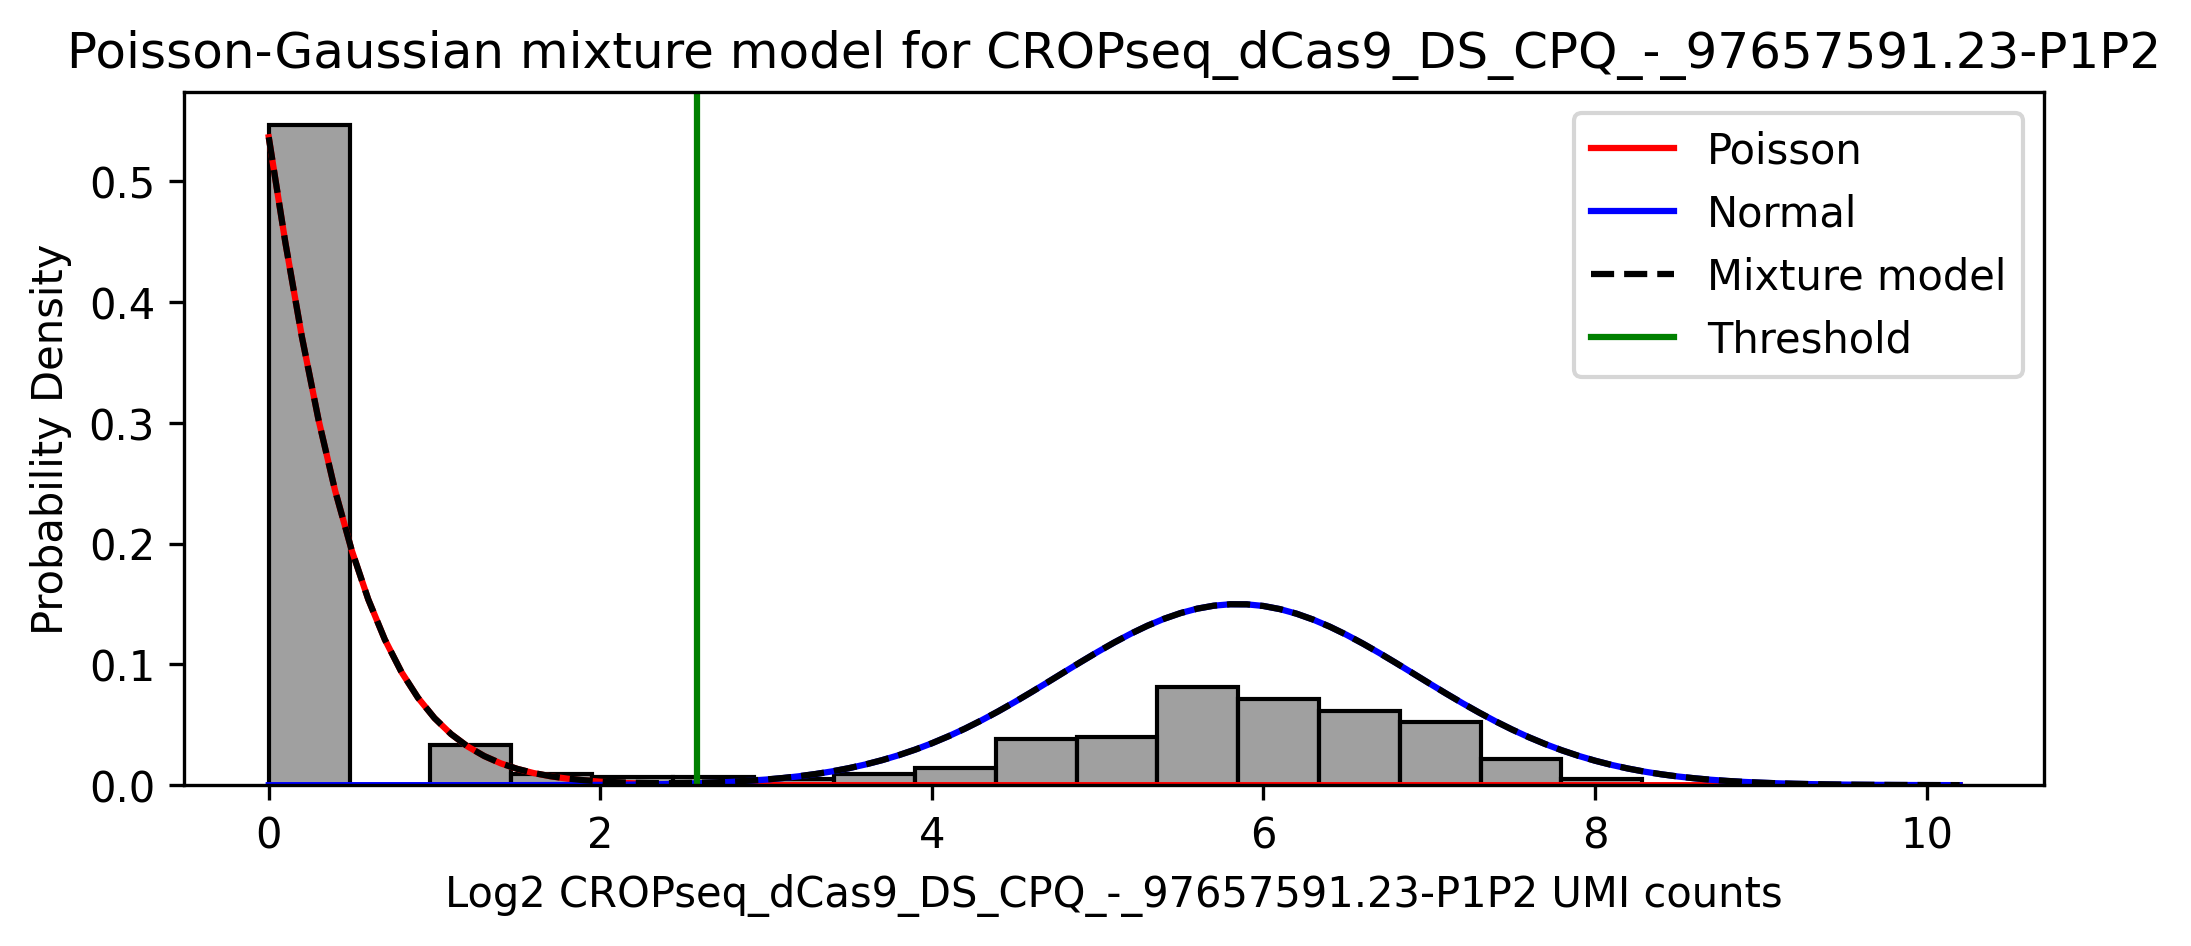 Poisson-Gaussian mixture model for CROPseq_dCas9_DS_CPQ_-_97657591.23-P1P2
Poisson
Normal
Mixture model
Threshold
Probability Density
0.5
0.4
0.3
0.2
0.1
0.0
0 2 4 6 8 10
Log2 CROPseq_dCas9_DS_CPQ_-_97657591.23-P1P2 UMI counts